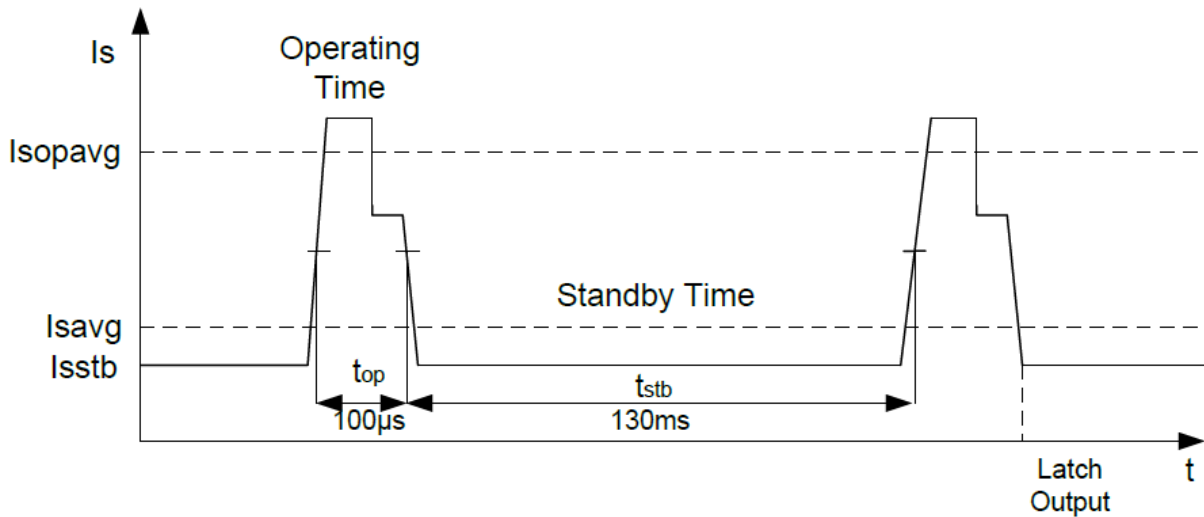 Is
Operating
Time
Isopavg
Standby Time
Isavg
Isstb
top
tstb
100µs
130ms
t
Latch
Output